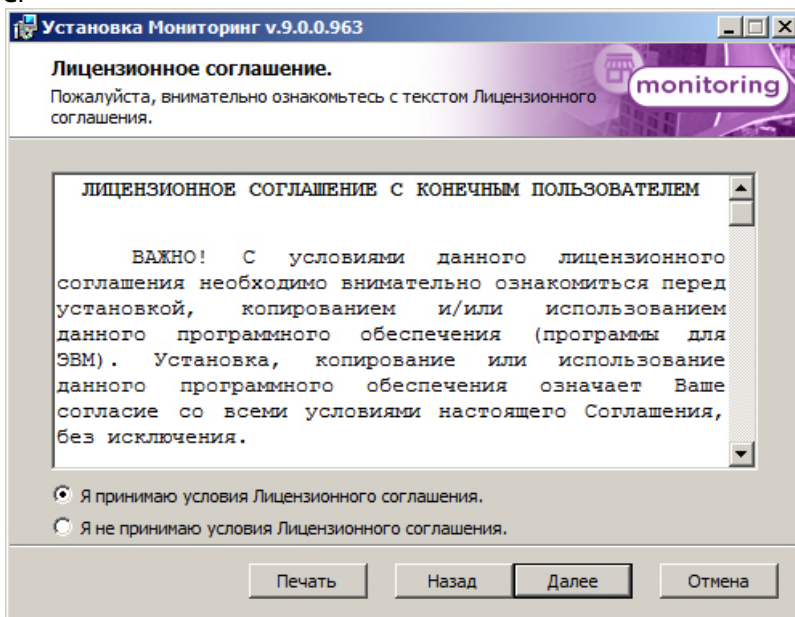 Установка Мониторинг v.9.0.0.963
Лицензионное соглашение.
Пожалуйста, внимательно ознакомьтесь с текстом Лицензионного
соглашения.
monitoring
ЛИЦЕНЗИОННОЕ СОГЛАШЕНИЕ С КОНЕЧНЫМ ПОЛЬЗОВАТЕЛЕМ
ВАЖНО! С условиями данного лицензионного
соглашения необходимо внимательно ознакомиться перед
установкой, копированием и/или использованием
данного программного обеспечения (программы для
ЭВМ). Установка, копирование или использование
данного программного обеспечения означает Ваше
согласие со всеми условиями настоящего Соглашения,
без исключения.
Я принимаю условия Лицензионного соглашения.
Я не принимаю условия Лицензионного соглашения.
Печать Назад Далее Отмена